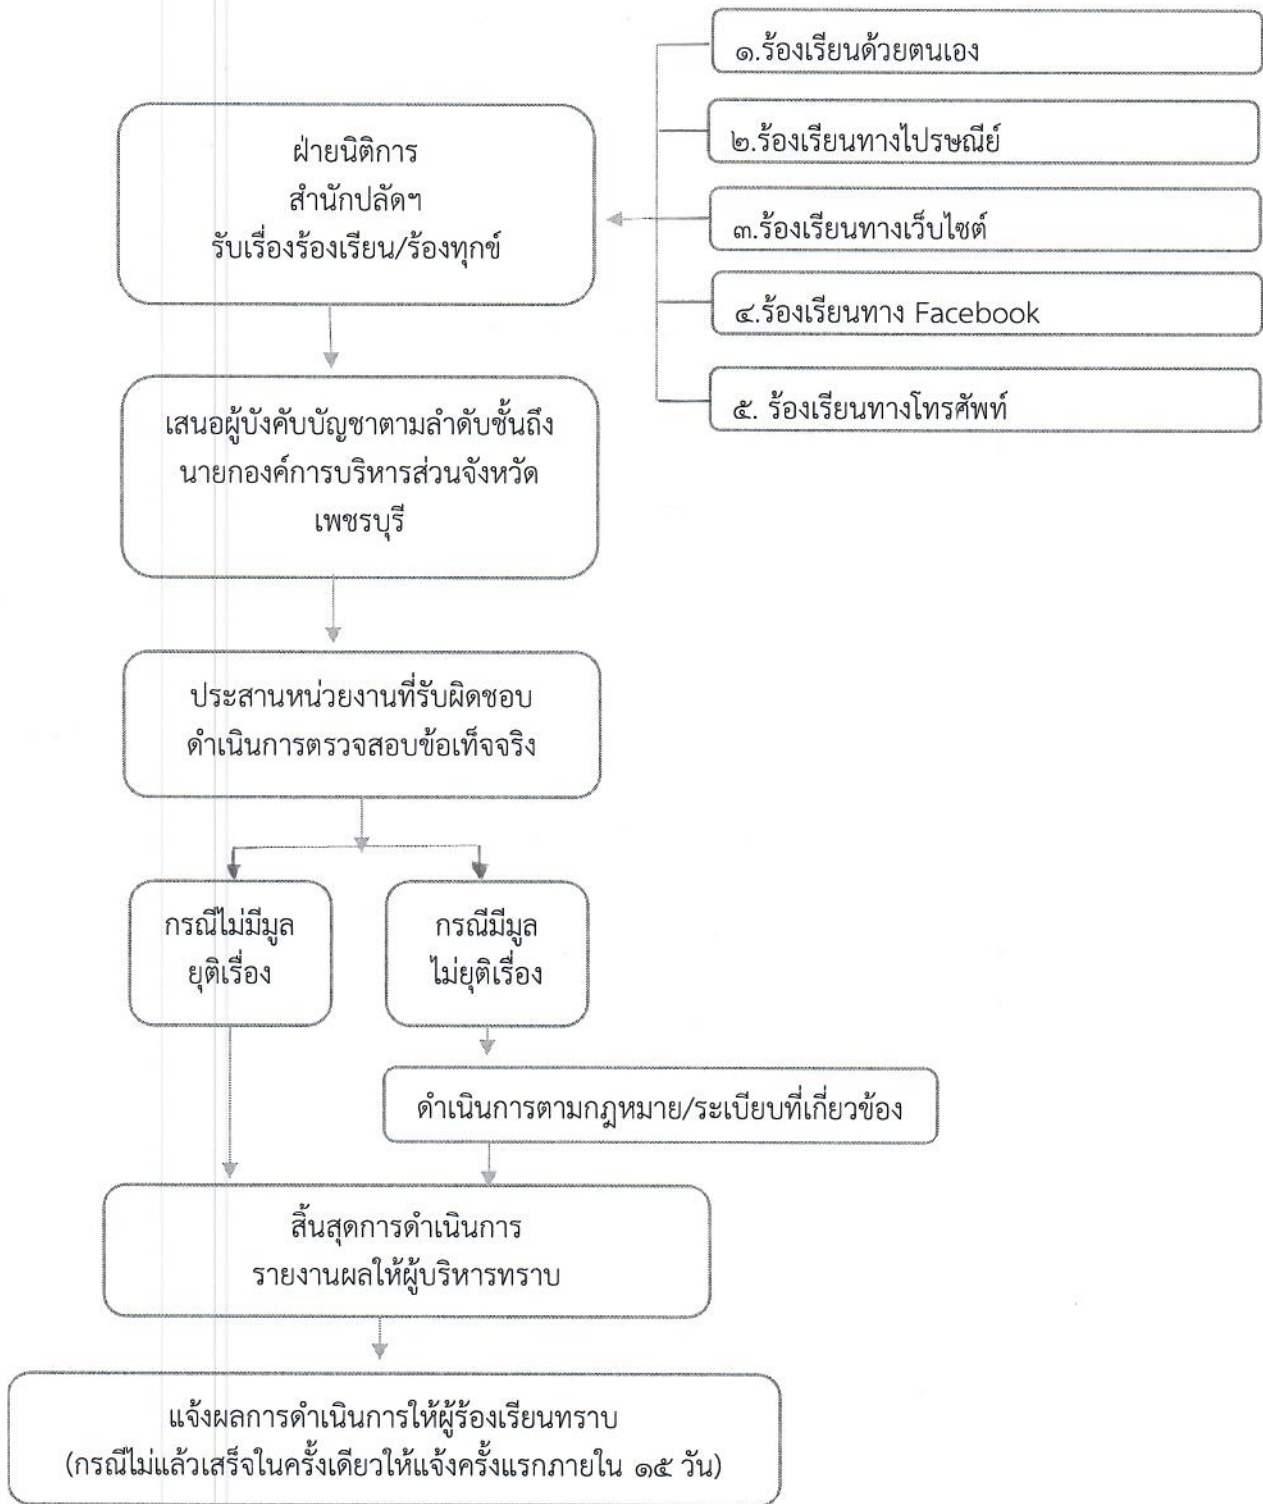 ๑.ร้องเรียนด้วยตนเอง
๒.ร้องเรียนทางไปรษณีย์
๓.ร้องเรียนทางเว็บไซต์
๔.ร้องเรียนทาง Facebook
๕. ร้องเรียนทางโทรศัพท์
ฝ่ายนิติการ
สำนักปลัดฯ
รับเรื่องร้องเรียน/ร้องทุกข์
เสนอผู้บังคับบัญชาตามลำดับชั้นถึง
นายกองค์การบริหารส่วนจังหวัด
เพชรบุรี
ประสานหน่วยงานที่รับผิดชอบ
ดำเนินการตรวจสอบข้อเท็จจริง
กรณีไม่มีมูล
ยุติเรื่อง
กรณีมีมูล
ไม่ยุติเรื่อง
ดำเนินการตามกฎหมาย/ระเบียบที่เกี่ยวข้อง
สิ้นสุดการดำเนินการ
รายงานผลให้ผู้บริหารทราบ
แจ้งผลการดำเนินการให้ผู้ร้องเรียนทราบ
(กรณีไม่แล้วเสร็จในครั้งเดียวให้แจ้งครั้งแรกภายใน ๑๕ วัน)